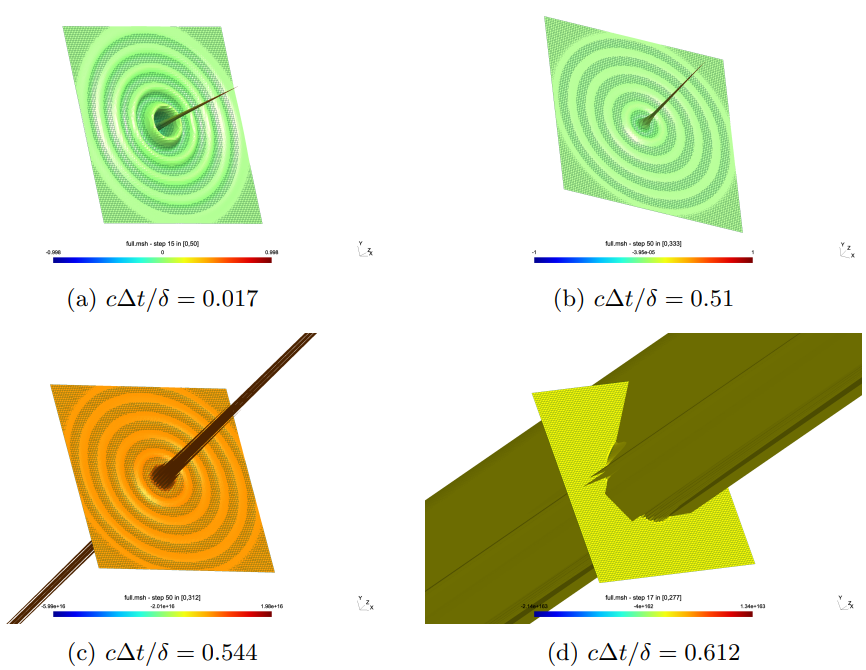 full.msh - step 15 in [0,50]
-0.998 0 0.998
Y Z X
(a) cΔt/δ = 0.017
full.msh - step 50 in [0,333]
-1 -3.95e-05 1
Y Z X
(b) cΔt/δ = 0.51
full.msh - step 50 in [0,312]
-5.99e+16 -2.01e+16 1.98e+16
Y Z X
(c) cΔt/δ = 0.544
full.msh - step 17 in [0,277]
-4e+162 1.34e+163
Y Z X
(d) cΔt/δ = 0.612